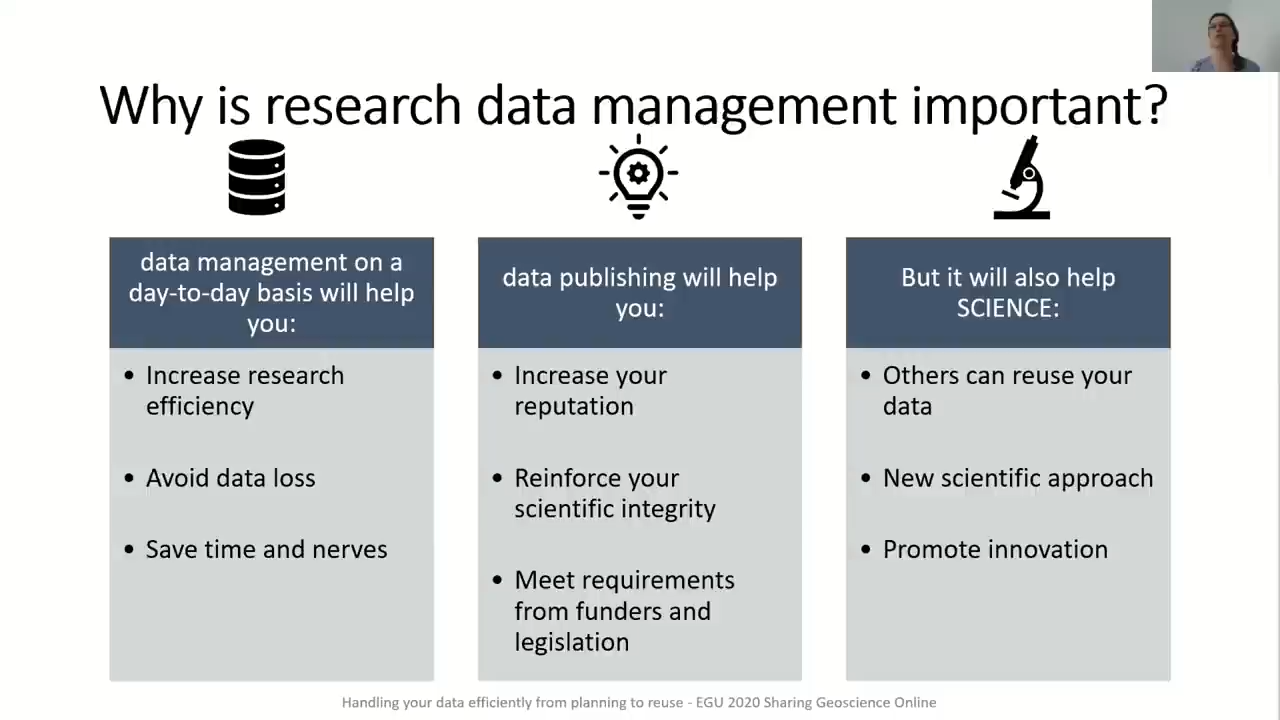 Why is research data management important?
data management on a
day-to-day basis will help
you:
• Increase research
efficiency
• Avoid data loss
• Save time and nerves
data publishing will help
you:
• Increase your
reputation
• Reinforce your
scientific integrity
• Meet requirements
from funders and
legislation
But it will also help
SCIENCE:
• Others can reuse your
data
• New scientific approach
• Promote innovation
Handling your data efficiently from planning to reuse - EGU 2020 Sharing Geoscience Online